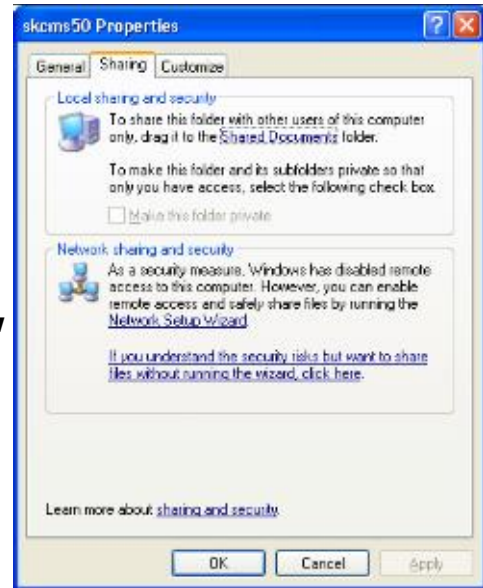 skcms50 Properties
General Sharing Customize
Local sharing and security
To share this folder with other users of this computer
only, drag it to the Shared Documents folder.
To make this folder and its subfolders private so that
only you have access, select the following check box.
Make this folder private
Network sharing and security
As a security measure, Windows has disabled remote
access to this computer. However, you can enable
remote access and safely share files by running the
Network Setup Wizard.
If you understand the security risks but want to share
files without running the wizard, click here.
Learn more about sharing and security.
OK Cancel Apply